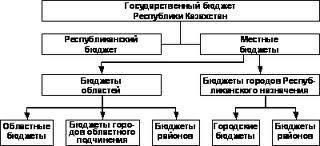 Государственный бюджет
Республики Казахстан
Республиканский
бюджет
Местные
бюджеты
Бюджеты
областей
Бюджеты городов Респуб-
ликанского назначения
Областные
бюджеты
Бюджеты горо-
дов областного
подчинения
Бюджеты
районов
Городские
бюджеты
Бюджеты
районов